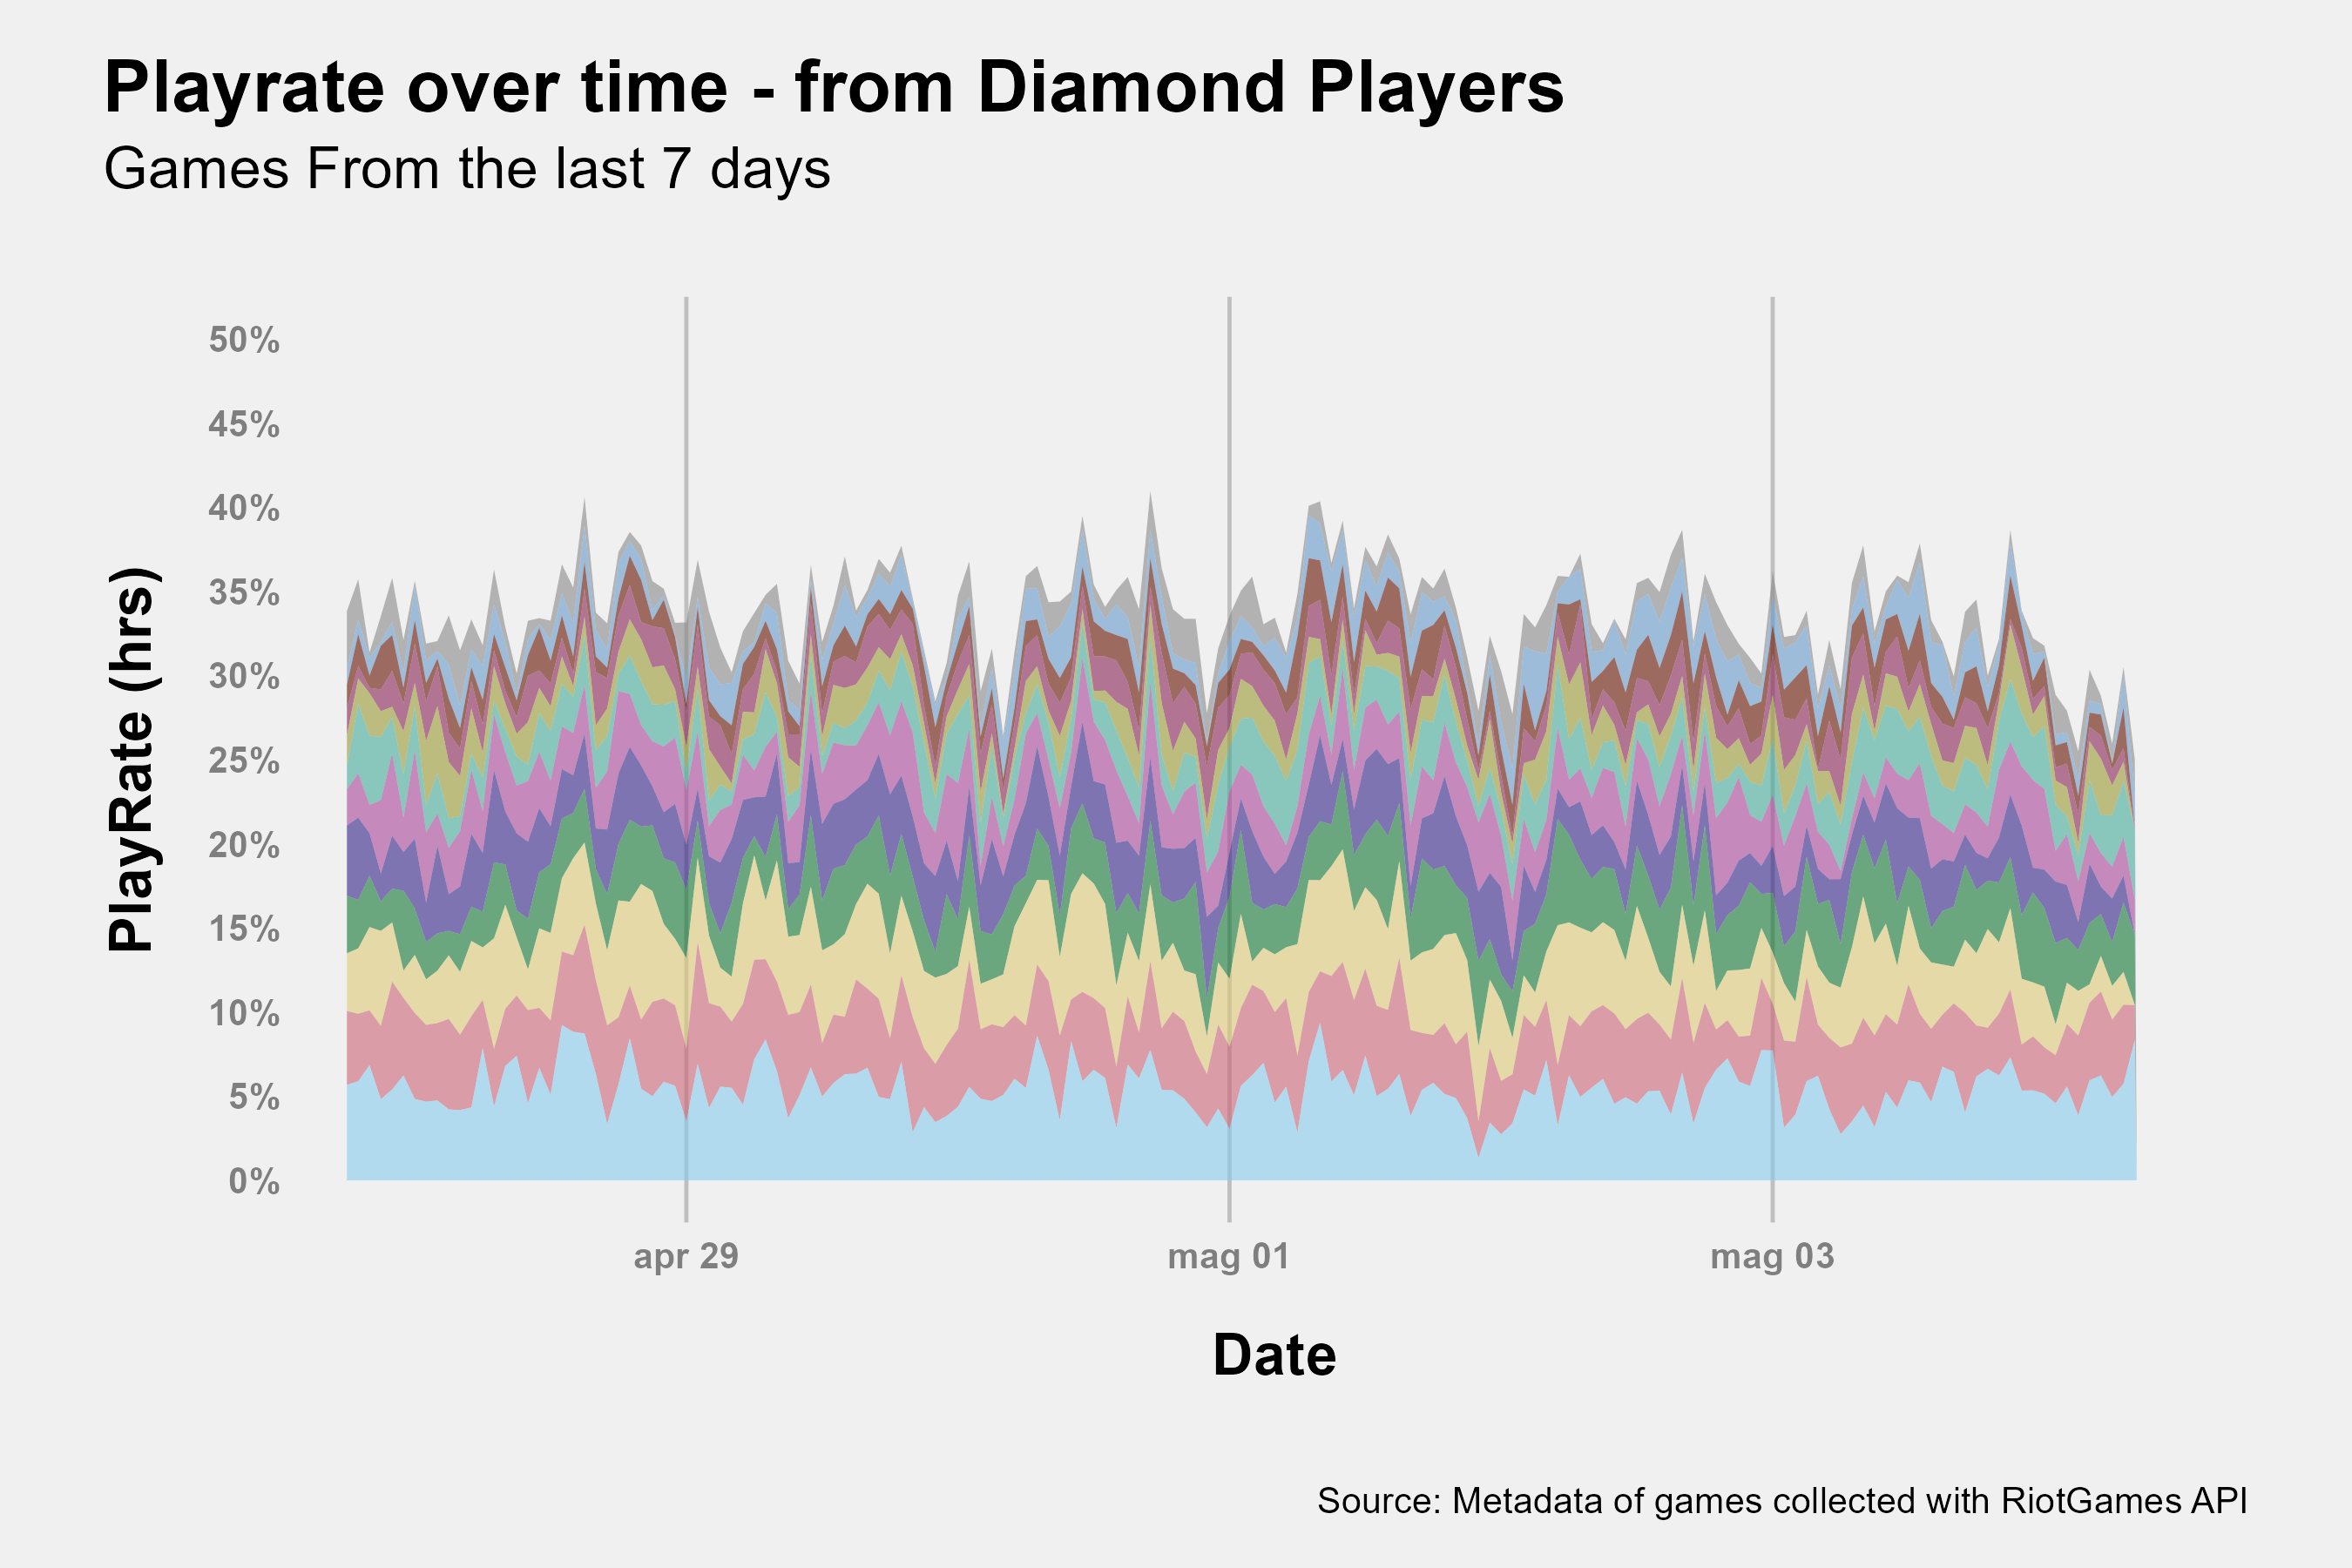 Playrate over time - from Diamond Players
Games From the last 7 days
PlayRate (hrs)
50%
45%
40%
35%
30%
25%
20%
15%
10%
5%
0%
apr 29
mag 01
mag 03
Date
Source: Metadata of games collected with RiotGames API